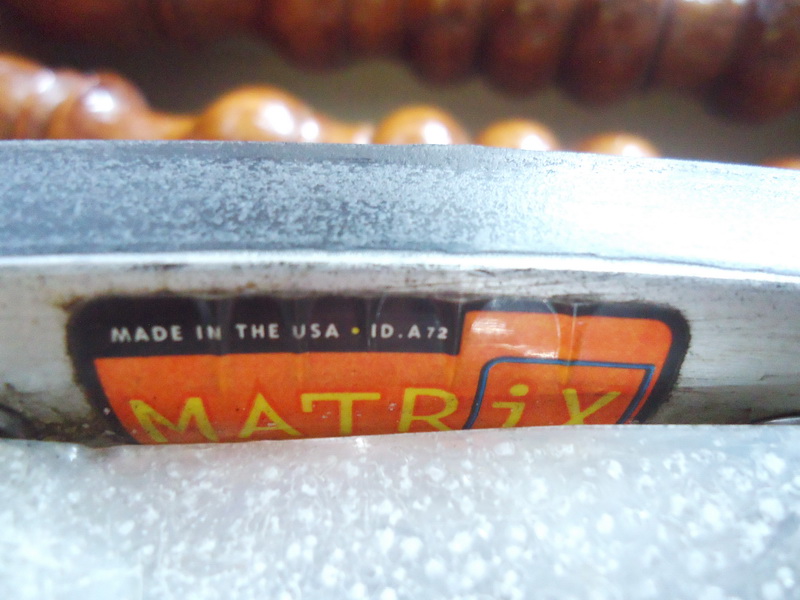 MADE IN THE USA • ID.A72
MATRiX